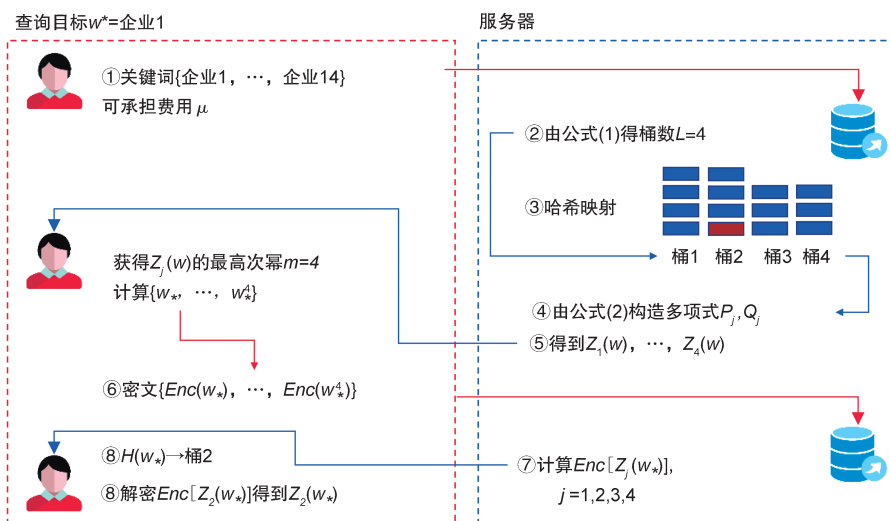 查询目标w*=企业1
服务器
①关键词{企业1，…，企业14}
可承担费用μ
②由公式(1)得桶数L=4
③哈希映射
桶1 桶2 桶3 桶4
获得Zⱼ(w)的最高次幂m=4
计算{w*，…，w*⁴}
④由公式(2)构造多项式Pⱼ,Qⱼ
⑤得到Z₁(w)，…，Z₄(w)
⑥密文{Enc(w*)，…，Enc(w*⁴)}
⑦计算Enc[Zⱼ(w*)],
j=1,2,3,4
⑧H(w*)→桶2
⑧解密Enc[Z₂(w*)]得到Z₂(w*)